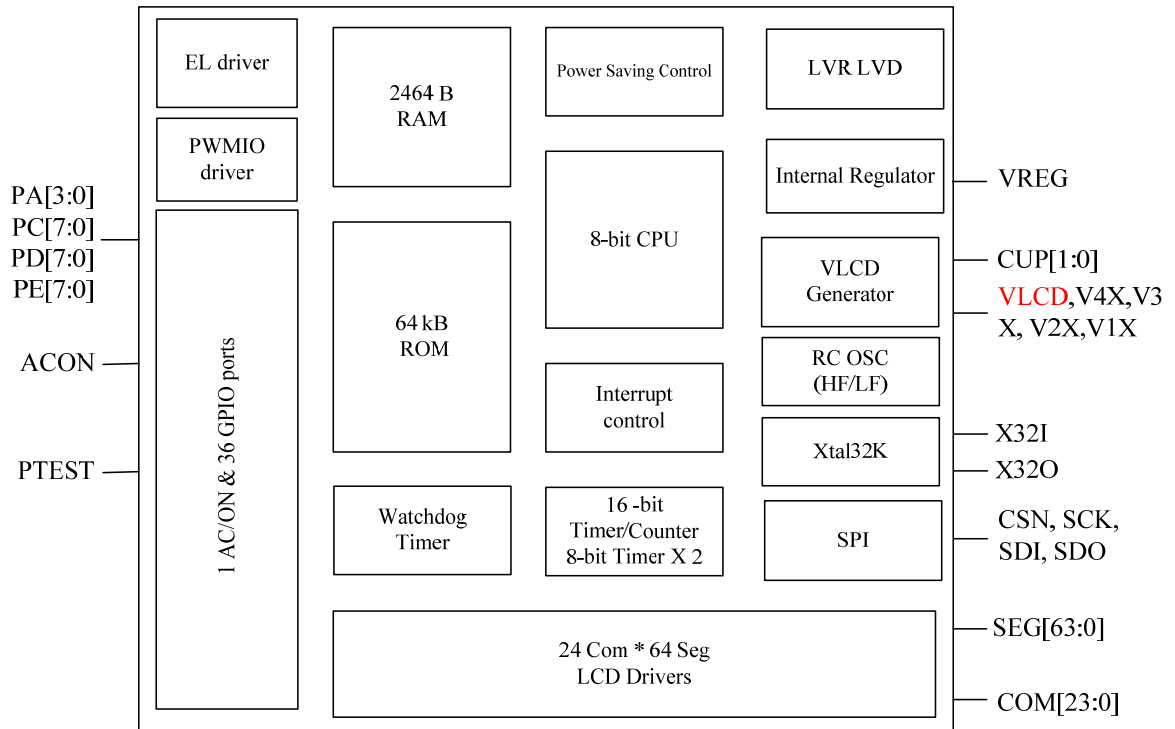 EL driver
PWMIO
driver
PA[3:0]
PC[7:0]
PD[7:0]
PE[7:0]
ACON
PTEST
1 AC/ON & 36 GPIO ports
2464 B
RAM
64 kB
ROM
Watchdog
Timer
Power Saving Control
8-bit CPU
Interrupt
control
16 -bit
Timer/Counter
8-bit Timer X 2
LVR LVD
Internal Regulator
VLCD
Generator
RC OSC
(HF/LF)
Xtal32K
SPI
24 Com * 64 Seg
LCD Drivers
VREG
CUP[1:0]
VLCD,V4X,V3
X, V2X,V1X
X32I
X32O
CSN, SCK,
SDI, SDO
SEG[63:0]
COM[23:0]